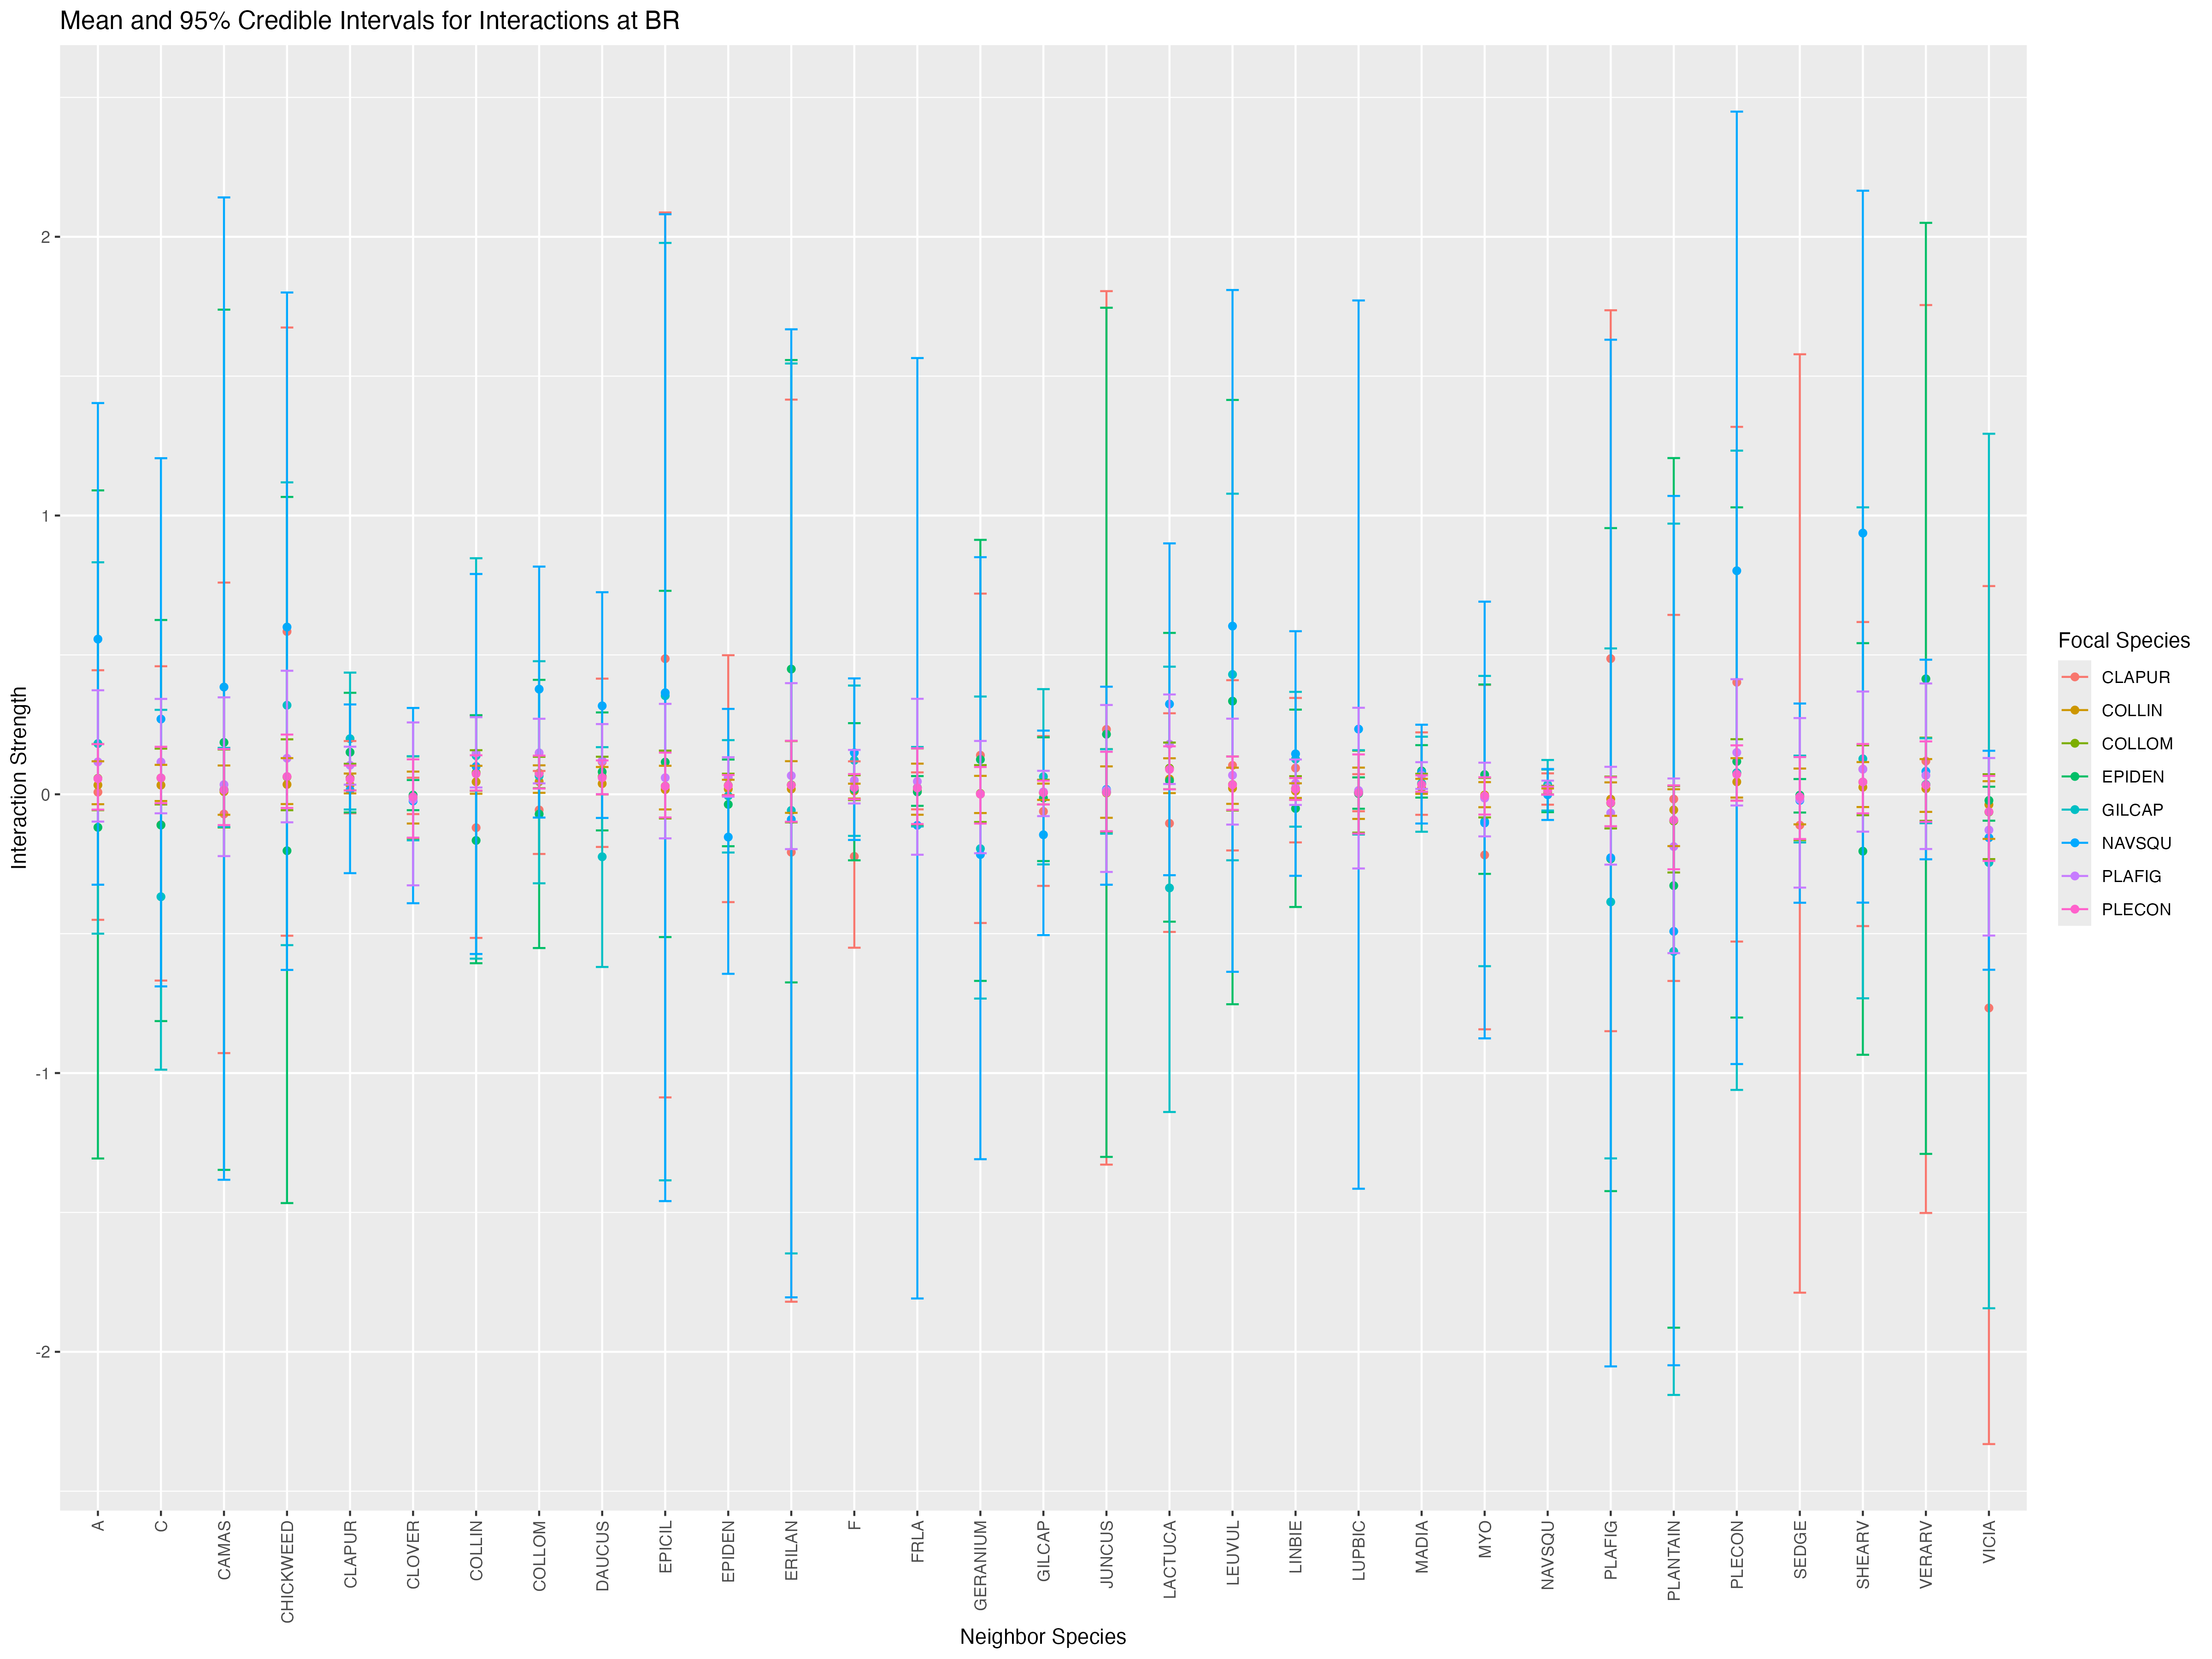 Mean and 95% Credible Intervals for Interactions at BR
Interaction Strength
2
1
0
-1
-2
A
C
CAMAS
CHICKWEED
CLAPUR
CLOVER
COLLIN
COLLOM
DAUCUS
EPICIL
EPIDEN
ERILAN
F
FRLA
GERANIUM
GILCAP
JUNCUS
LACTUCA
LEUVUL
LINBIE
LUPBIC
MADIA
MYO
NAVSQU
PLAFIG
PLANTAIN
PLECON
SEDGE
SHEARV
VERARV
VICIA
Neighbor Species
Focal Species
CLAPUR
COLLIN
COLLOM
EPIDEN
GILCAP
NAVSQU
PLAFIG
PLECON